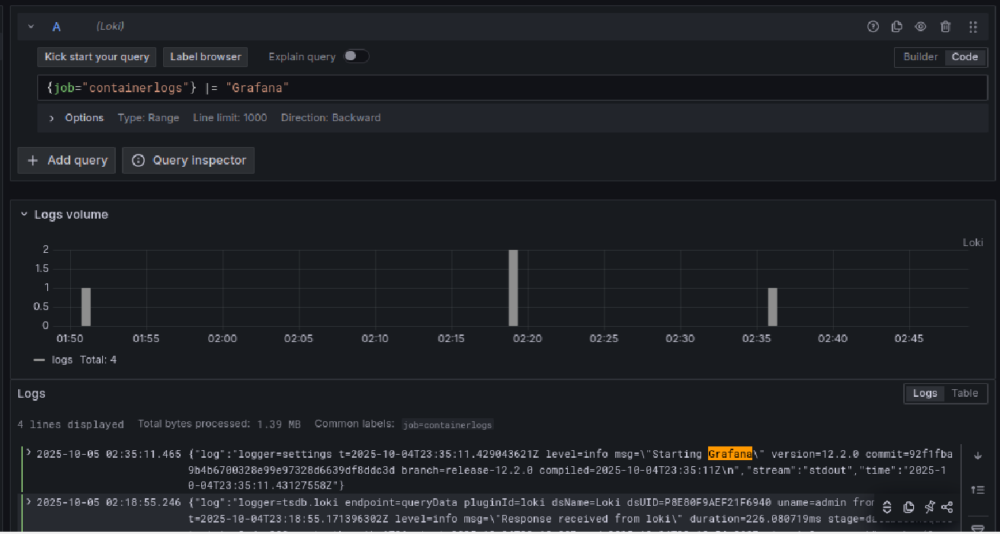 A (Loki)
Kick start your query Label browser Explain query Builder Code
{job="containerlogs"} |= "Grafana"
Options Type: Range Line limit: 1000 Direction: Backward
+ Add query Query inspector
Logs volume
Loki
2
1.5
1
0.5
0
01:50 01:55 02:00 02:05 02:10 02:15 02:20 02:25 02:30 02:35 02:40 02:45
logs Total: 4
Logs Logs Table
4 lines displayed Total bytes processed: 1.39 MB Common labels: job=containerlogs
2025-10-05 02:35:11.465 {"log":"logger=settings t=2025-10-04T23:35:11.429043621Z level=info msg=\"Starting Grafana\" version=12.2.0 commit=92f1fba
9b4b6700328e99e97328d6639df8ddc3d branch=release-12.2.0 compiled=2025-10-04T23:35:11Z\n","stream":"stdout","time":"2025-1
0-04T23:35:11.43127558Z"}
2025-10-05 02:18:55.246 {"log":"logger=tsdb.loki endpoint=queryData pluginId=loki dsName=Loki dsUID=P8E80F9AEF21F6940 uname=admin from
t=2025-10-04T23:18:55.171396302Z level=info msg=\"Response received from loki\" duration=226.080719ms